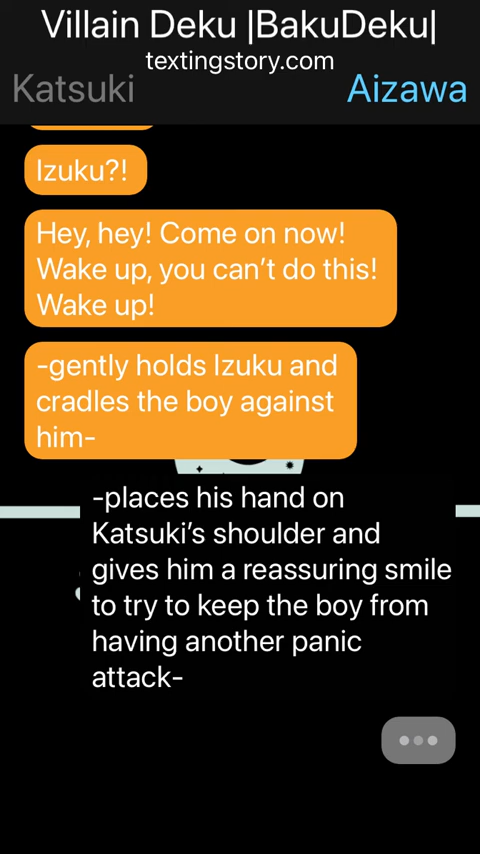 Villain Deku |BakuDeku|
textingstory.com
Katsuki
Aizawa
Izuku?!
Hey, hey! Come on now!
Wake up, you can’t do this!
Wake up!
-gently holds Izuku and
cradles the boy against
him-
-places his hand on
Katsuki’s shoulder and
gives him a reassuring smile
to try to keep the boy from
having another panic
attack-